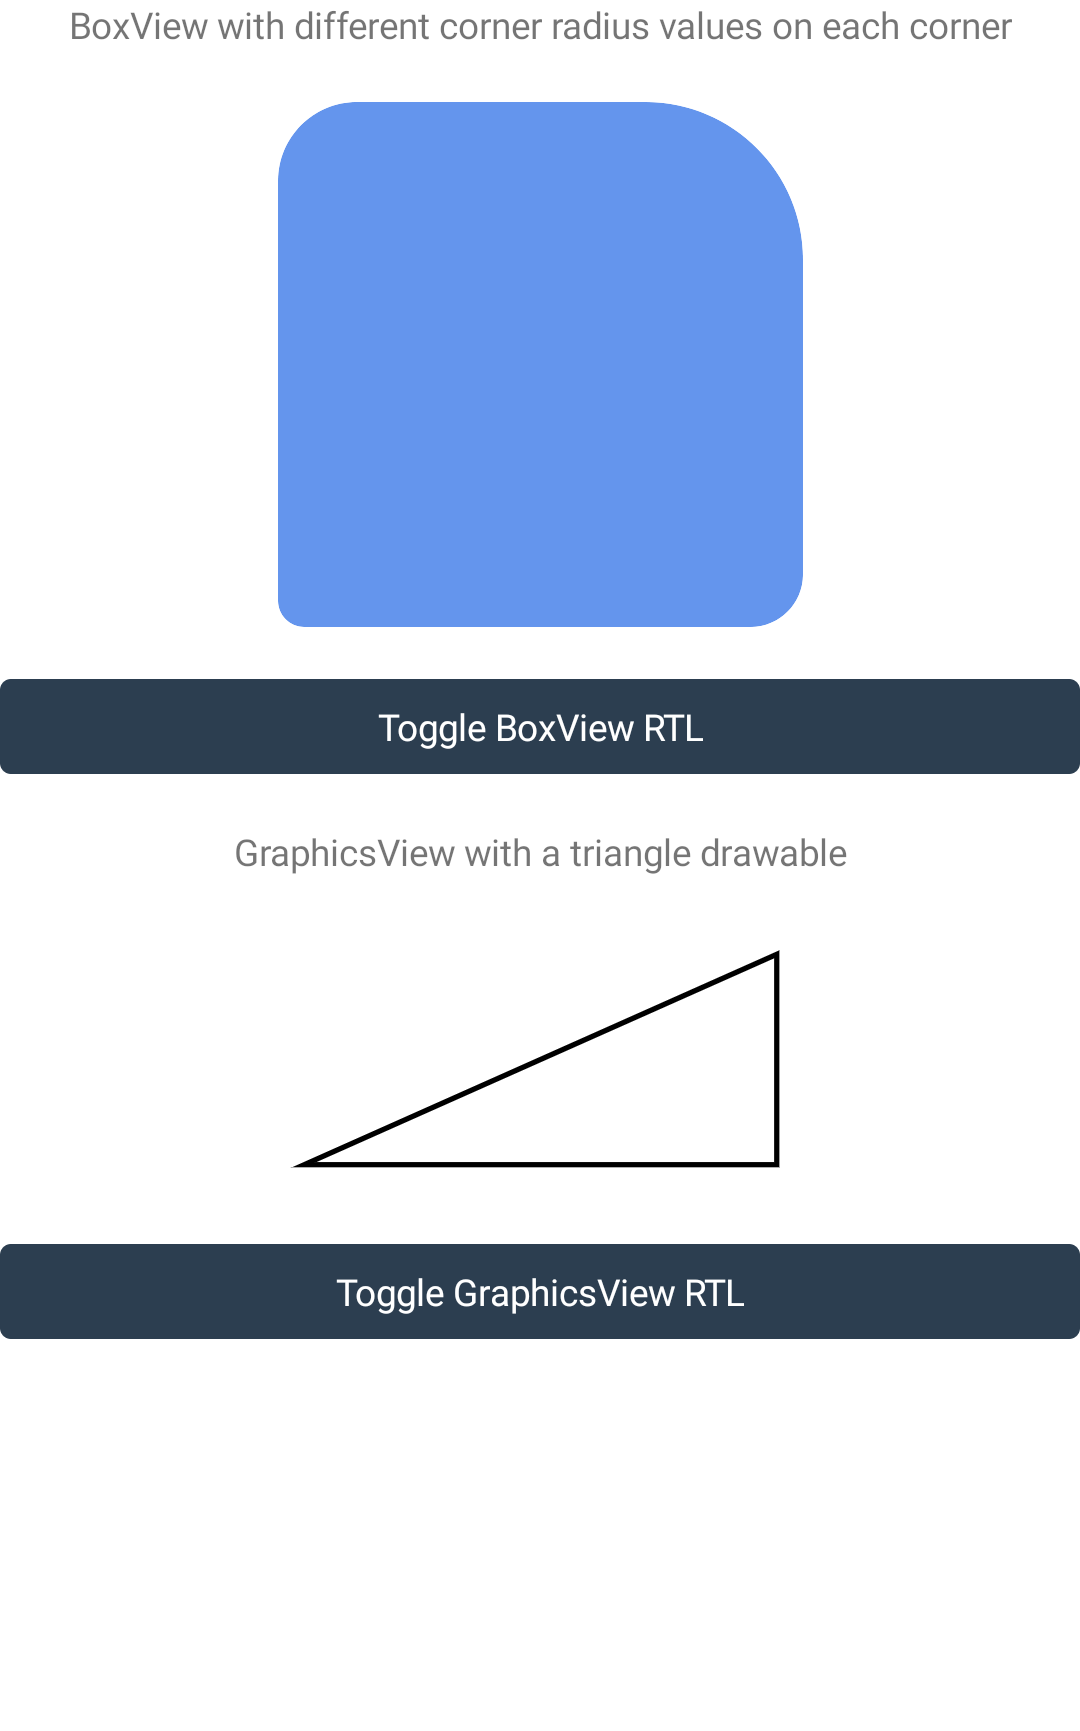 BoxView with different corner radius values on each corner
Toggle BoxView RTL
GraphicsView with a triangle drawable
Toggle GraphicsView RTL